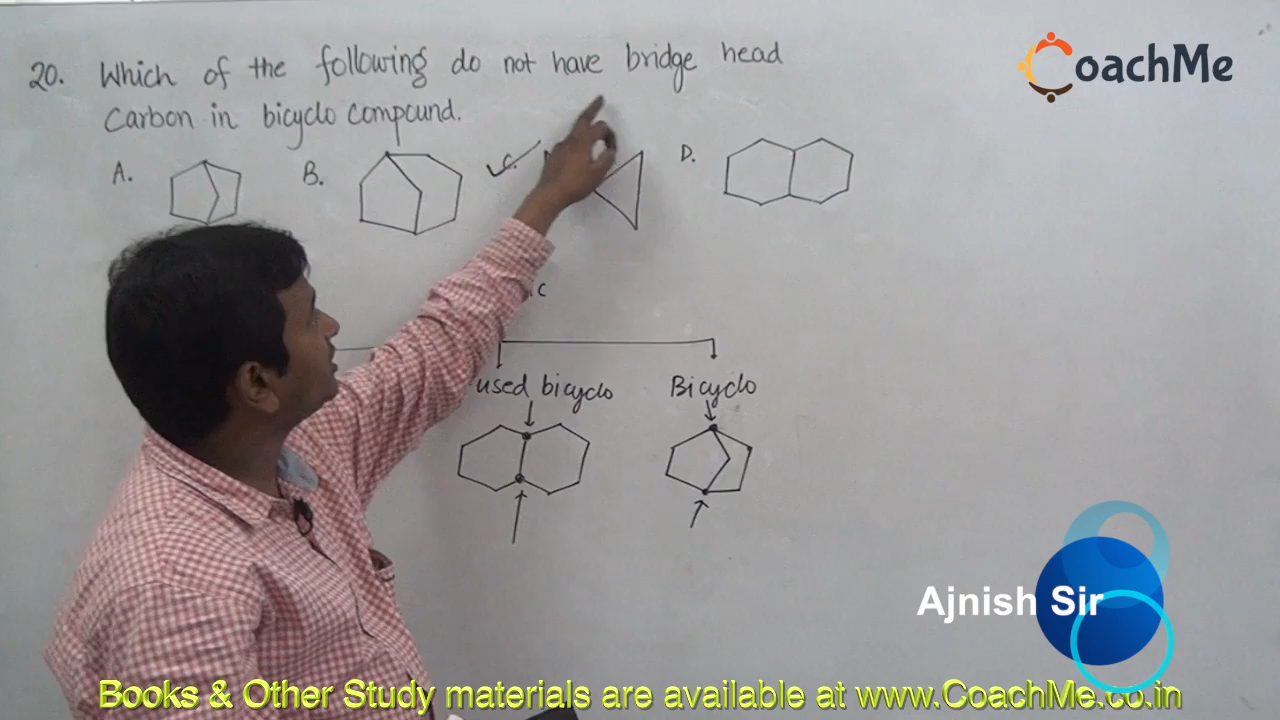 CoachMe
20. Which of the following do not have bridge head
Carbon in bicyclo compound.
A. B. C. D.
ic
used bicyclo Bicyclo
Ajnish Sir
Books & Other Study materials are available at www.CoachMe.co.in